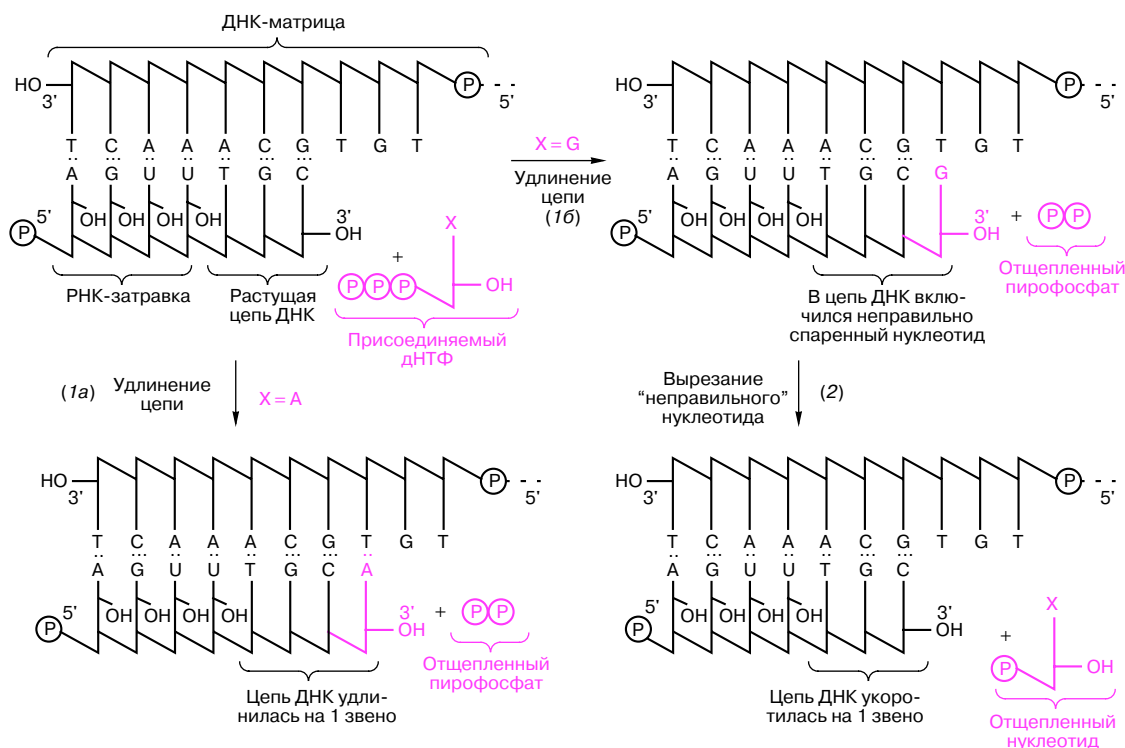 ДНК-матрица
HO 3’ P 5’
T C A A A C G T G T
A G U U T G C
5’ OH OH OH OH 3’
P OH
X
+
PPP OH
РНК-затравка
Растущая
цепь ДНК
Присоединяемый
дНТФ
X = G
Удлинение
цепи
(1б)
HO 3’ P 5’
T C A A A C G T G T
A G U U T G C G
5’ OH OH OH OH 3’
P OH + PP
Отщепленный
пирофосфат
В цепь ДНК вклю-
чился неправильно
спаренный нуклеотид
(1а) Удлинение
цепи
X = A
Вырезание
“неправильного”
нуклеотида
(2)
HO 3’ P 5’
T C A A A C G T G T
A G U U T G C A
5’ OH OH OH OH 3’
P OH + PP
Отщепленный
пирофосфат
Цепь ДНК удли-
нилась на 1 звено
HO 3’ P 5’
T C A A A C G T G T
A G U U T G C
5’ OH OH OH OH 3’
P OH
X
+
P OH
Цепь ДНК укоро-
тилась на 1 звено
Отщепленный
нуклеотид